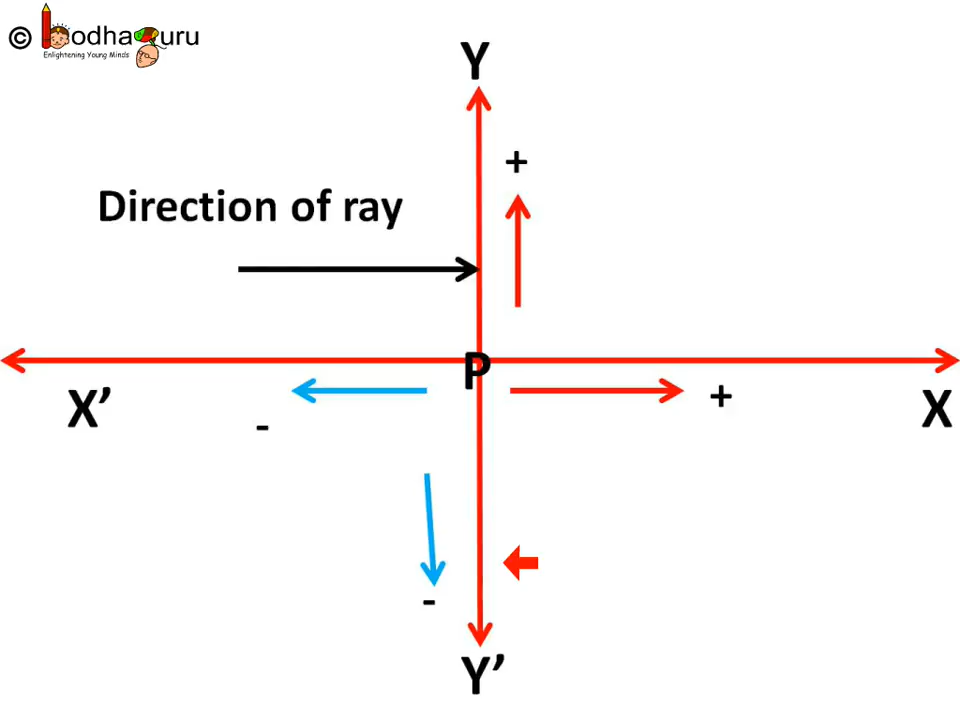 © bodhaguru
Enlightening Young Minds
Y
+
Direction of ray
P
X’
-
+
X
-
Y’